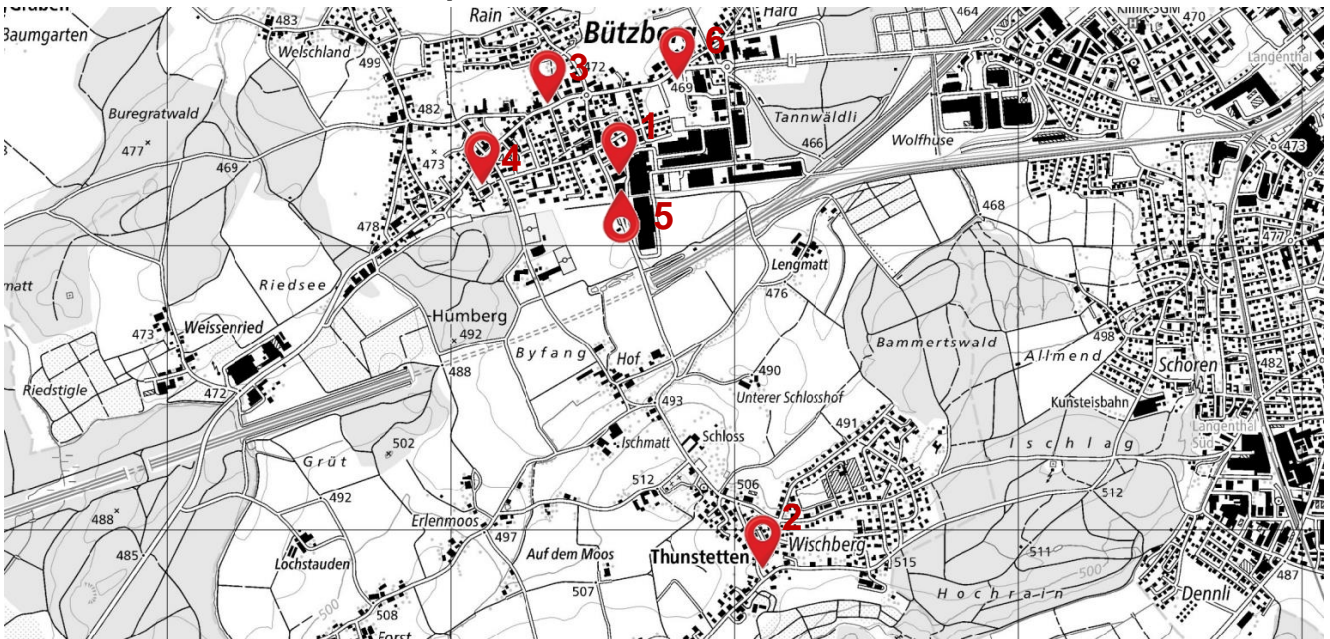 Rain
Bützberg
Hard
464
Klinik SGM
470
Baumgarten
483
Welschland
499
3
472
6
1
Langenthal
469
Buregratwald
482
Tannwäldli
477
473
4
1
466
Wolfhuse
473
469
5
468
478
477
Lengmatt
Riedsee
476
matt
473
Weissenried
Humberg
492
Byfang
Hof
Bammertswald
498
Allmend
488
490
Schoren
482
Riedstigle
472
Unterer Schlosshof
493
Kunsteisbahn
491
Ischmatt
Schloss
Langenthal
Süd
502
Ischlag
Grüt
512
506
512
492
488
Erlenmoos
2
497
Thunstetten
Wischberg
485
Lochstauden
Auf dem Moos
511
515
500
487
507
Hochrain
Dennli
500
508
Forst